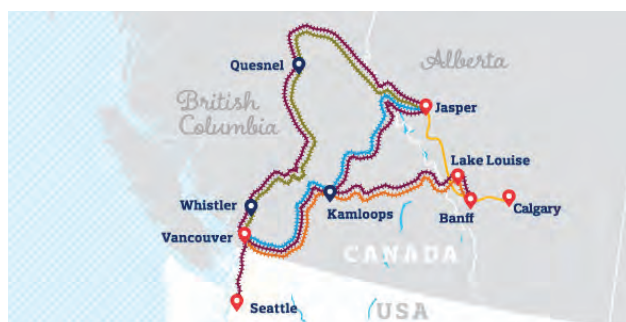 Quesnel
Alberta
British
Columbia
Jasper
Lake Louise
Whistler
Kamloops
Banff
Calgary
Vancouver
CANADA
Seattle
USA